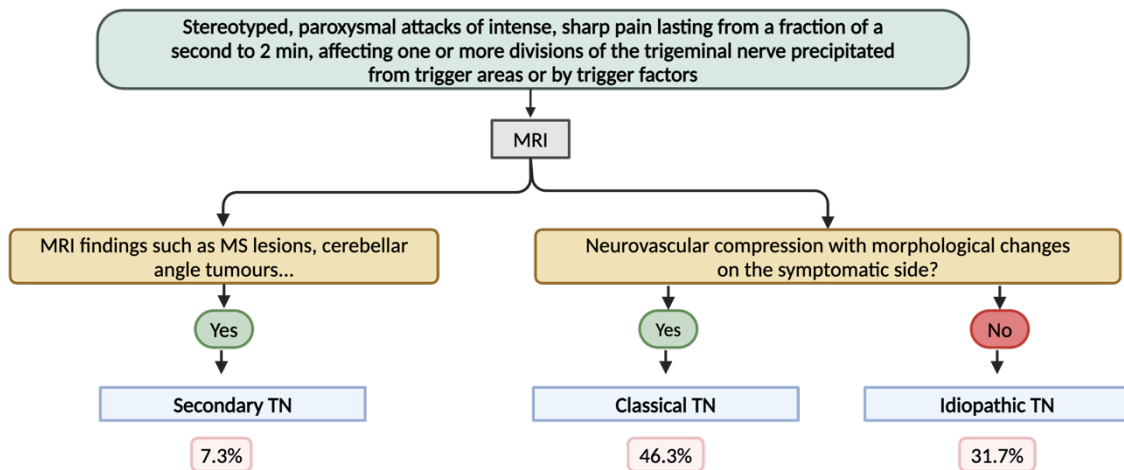 Stereotyped, paroxysmal attacks of intense, sharp pain lasting from a fraction of a
second to 2 min, affecting one or more divisions of the trigeminal nerve precipitated
from trigger areas or by trigger factors
MRI
MRI findings such as MS lesions, cerebellar
angle tumours...
Neurovascular compression with morphological changes
on the symptomatic side?
Yes
Yes
No
Secondary TN
Classical TN
Idiopathic TN
7.3%
46.3%
31.7%